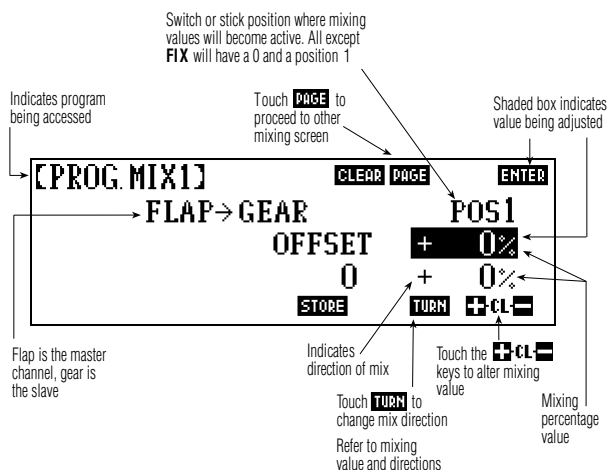 Switch or stick position where mixing
values will become active. All except
FIX will have a 0 and a position 1
Indicates program
being accessed
Touch PAGE to
proceed to other
mixing screen
Shaded box indicates
value being adjusted
[PROG.MIX1] CLEAR PAGE ENTER
FLAP→GEAR POS1
OFFSET + 0%
0 + 0%
STORE TURN +CL-
Flap is the master
channel, gear is
the slave
Indicates
direction of mix
Touch TURN to
change mix direction
Refer to mixing
value and directions
Touch the +CL-
keys to alter mixing
value
Mixing
percentage
value